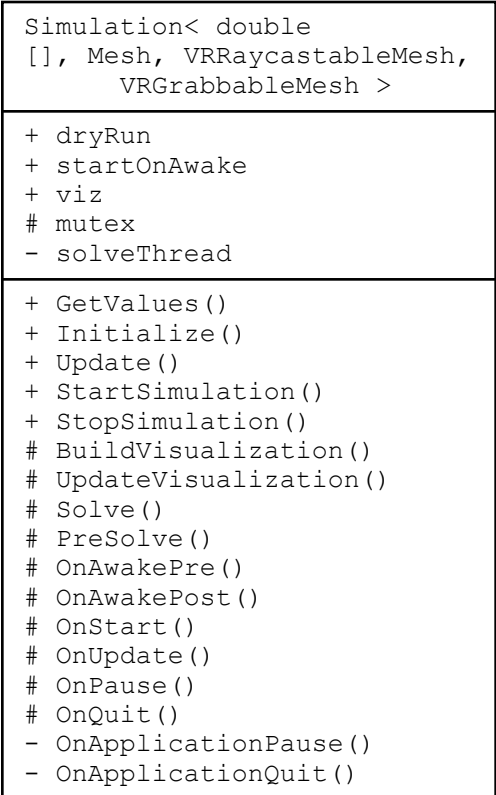 Simulation< double
[], Mesh, VRRaycastableMesh,
VRGrabbableMesh >
+ dryRun
+ startOnAwake
+ viz
# mutex
- solveThread
+ GetValues()
+ Initialize()
+ Update()
+ StartSimulation()
+ StopSimulation()
# BuildVisualization()
# UpdateVisualization()
# Solve()
# PreSolve()
# OnAwakePre()
# OnAwakePost()
# OnStart()
# OnUpdate()
# OnPause()
# OnQuit()
- OnApplicationPause()
- OnApplicationQuit()